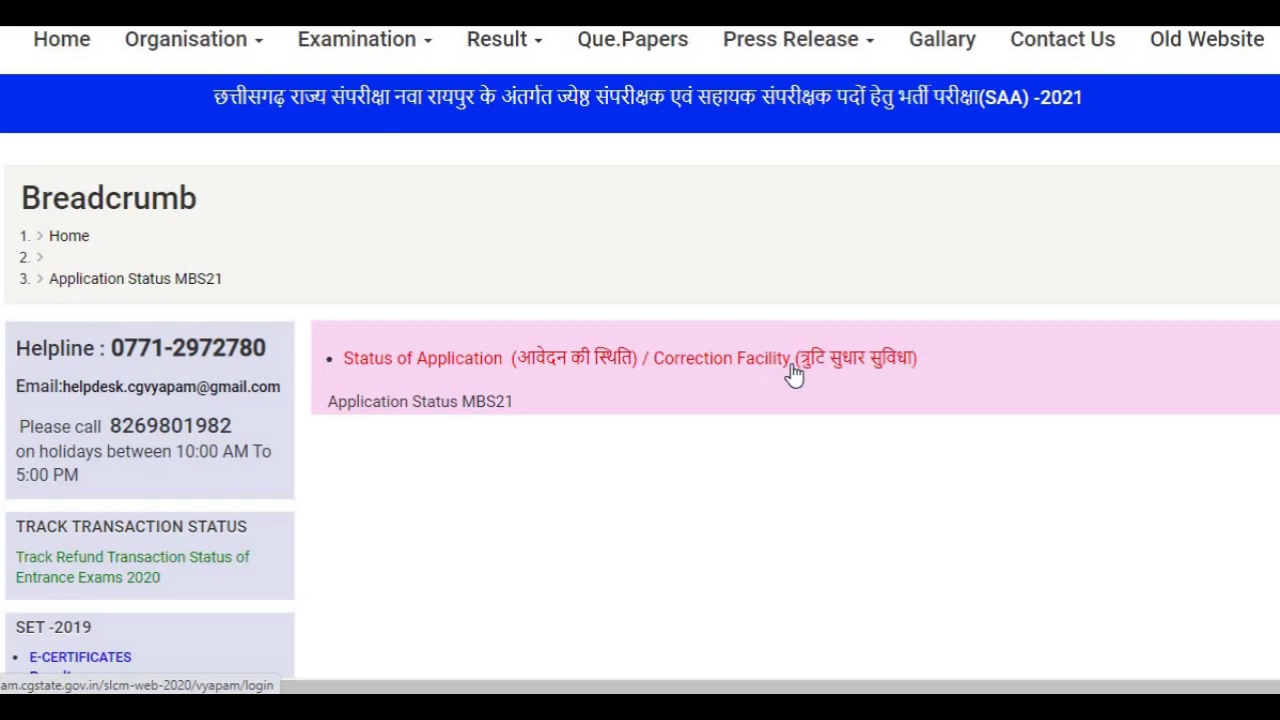 Home Organisation Examination Result Que.Papers Press Release Gallary Contact Us Old Website
छत्तीसगढ़ राज्य संपरीक्षा नवा रायपुर के अंतर्गत ज्येष्ठ संपरीक्षक एवं सहायक संपरीक्षक पदों हेतु भर्ती परीक्षा(SAA) -2021
Breadcrumb
1. > Home
2. >
3. > Application Status MBS21
Helpline : 0771-2972780
Email:helpdesk.cgvyapam@gmail.com
Please call 8269801982
on holidays between 10:00 AM To
5:00 PM
TRACK TRANSACTION STATUS
Track Refund Transaction Status of
Entrance Exams 2020
SET -2019
• E-CERTIFICATES
• Status of Application (आवेदन की स्थिति) / Correction Facility (त्रुटि सुधार सुविधा)
Application Status MBS21
am.cgstate.gov.in/slcm-web-2020/vyapam/login